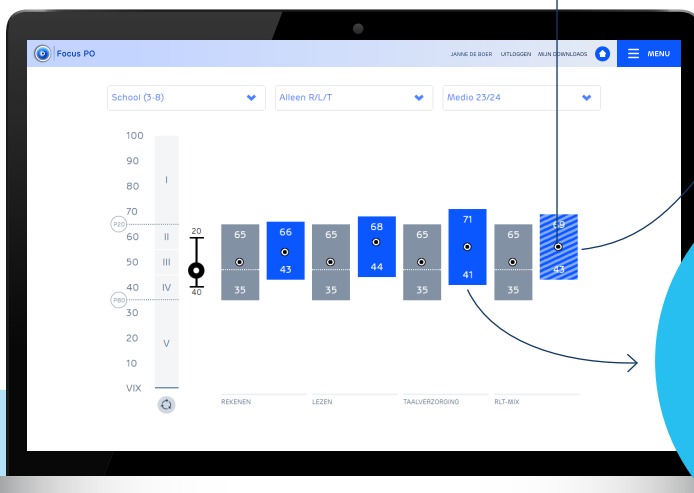 Focus PO
JANNE DE BOER UITLOGGEN MIJN DOWNLOADS MENU
School (3-8) Alleen R/L/T Medio 23/24
100
90
80
70
60
50
40
30
20
10
VIX
P20
P80
I
II
III
IV
V
20
40
65
35
66
43
65
35
68
44
65
35
71
41
65
35
69
43
REKENEN LEZEN TAALVERZORGING RLT-MIX